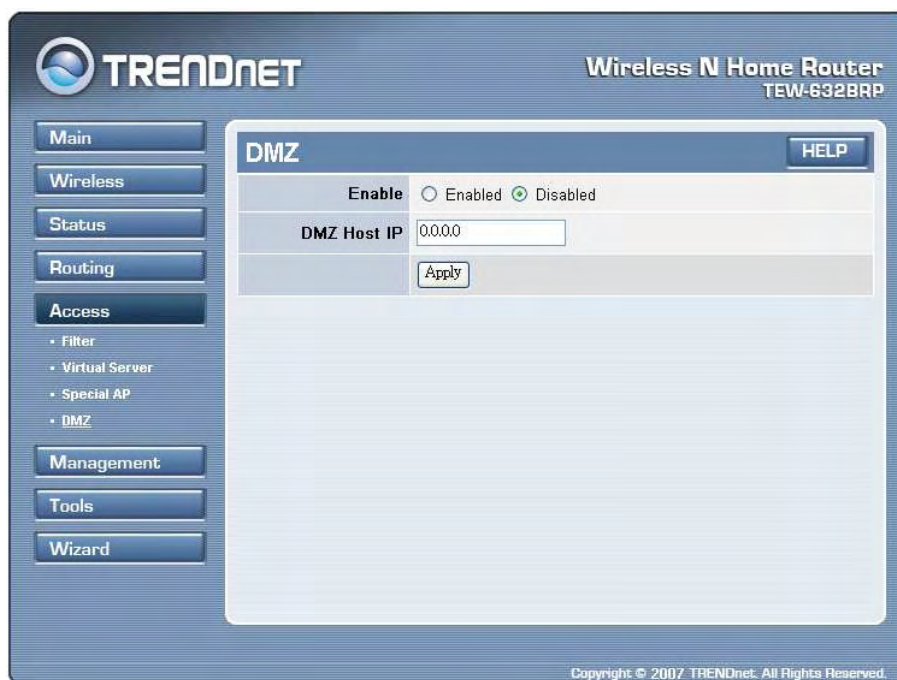 TRENDNET
Wireless N Home Router
TEW-632BRP
Main
Wireless
Status
Routing
Access
• Filter
• Virtual Server
• Special AP
• DMZ
Management
Tools
Wizard
DMZ
HELP
Enable Enabled Disabled
DMZ Host IP 0.0.0.0
Apply
Copyright © 2007 TRENDnet. All Rights Reserved.